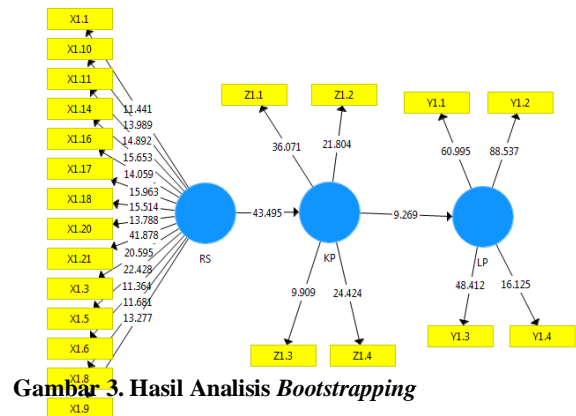 X1.1
X1.10
X1.11
X1.14
X1.16
X1.17
X1.18
X1.20
X1.21
X1.3
X1.5
X1.6
X1.8
X1.9
11.441
13.989
14.892
15.653
14.059
15.963
15.514
13.788
41.878
20.595
22.428
11.364
11.681
13.277
RS
43.495
Z1.1
Z1.2
36.071
21.804
KP
9.909
24.424
Z1.3
Z1.4
9.269
Y1.1
Y1.2
60.995
88.537
LP
48.412
16.125
Y1.3
Y1.4
Gambar 3. Hasil Analisis Bootstrapping